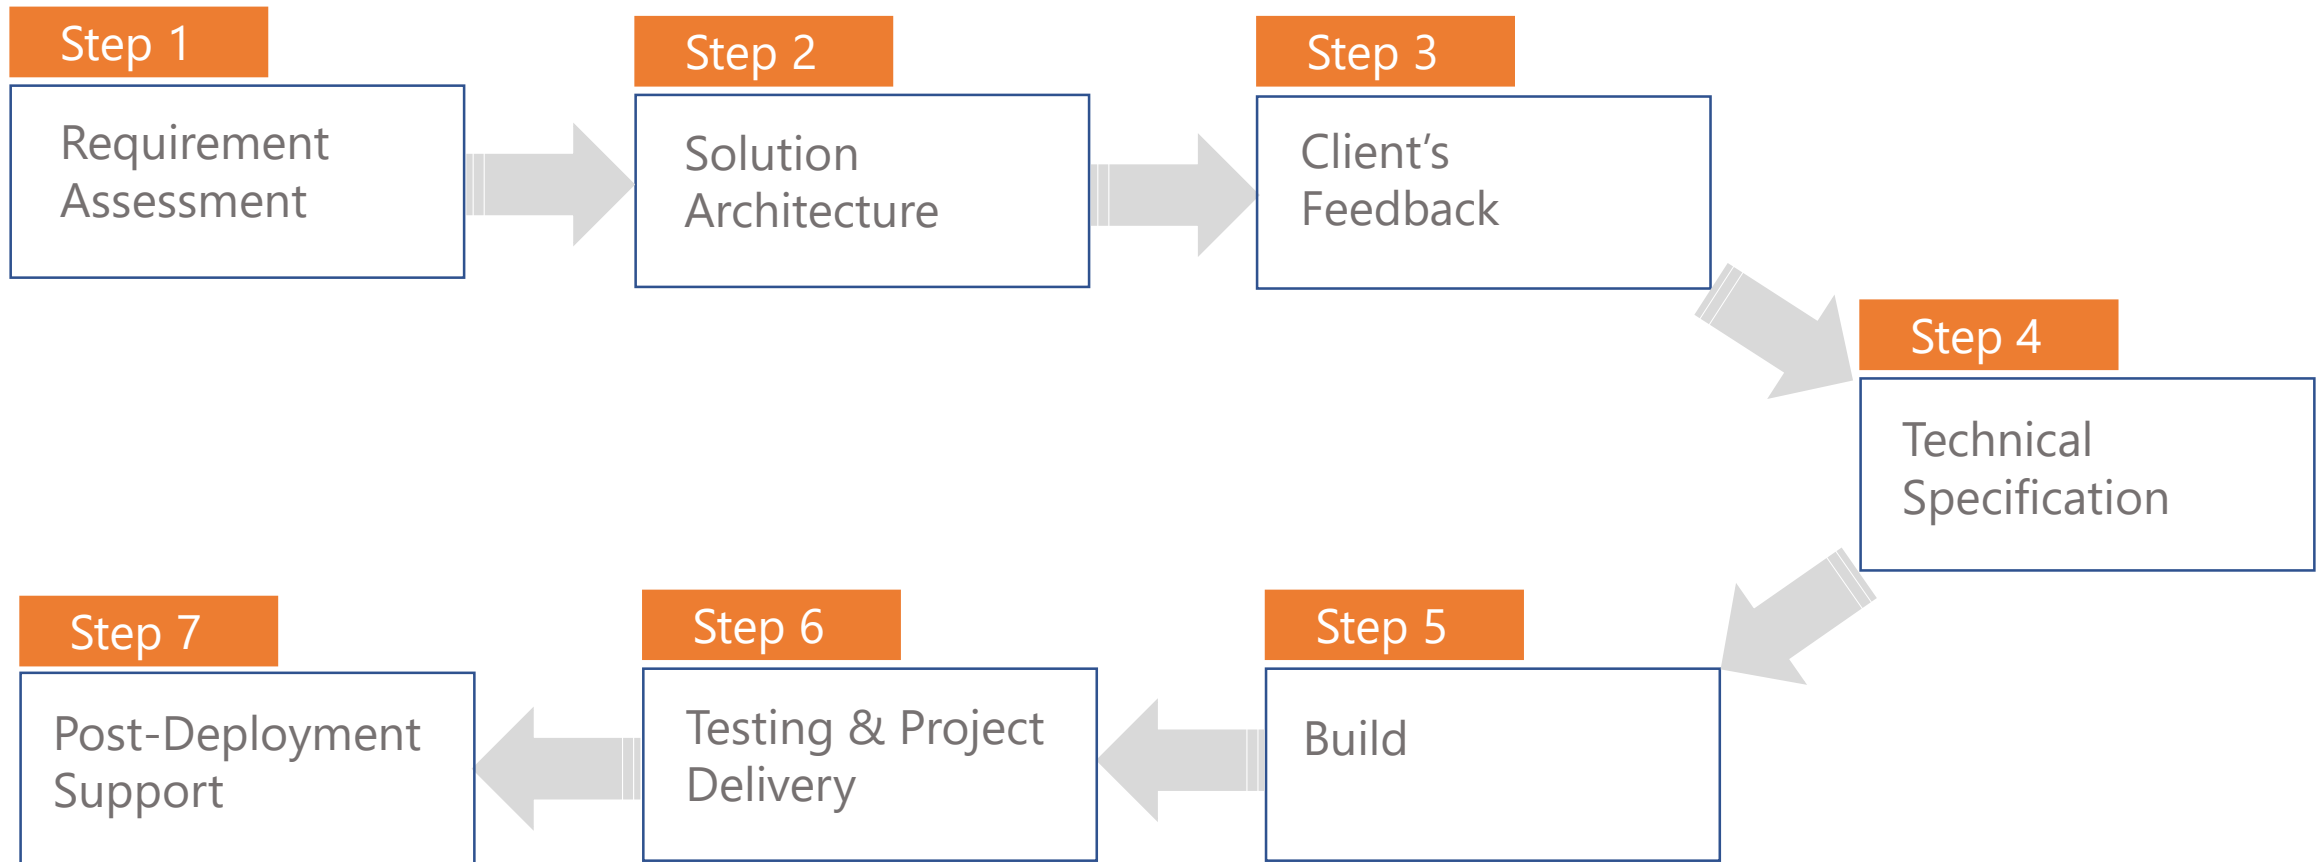 Step 1
Requirement
Assessment
Step 2
Solution
Architecture
Step 3
Client’s
Feedback
Step 4
Technical
Specification
Step 5
Build
Step 6
Testing & Project
Delivery
Step 7
Post-Deployment
Support